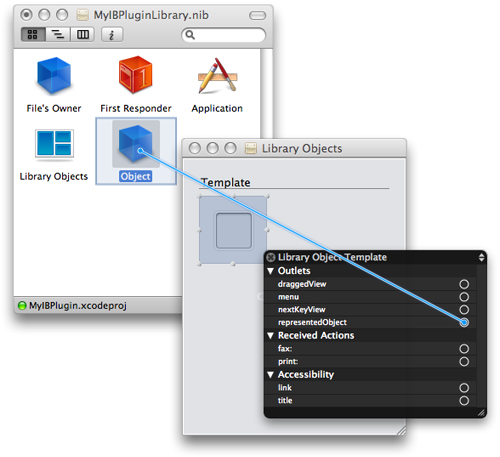 MyIBPluginLibrary.nib
File's Owner
First Responder
Application
Library Objects
Object
MyIBPlugin.xcodeproj
Library Objects
Template
Library Object Template
Outlets
draggedView
menu
nextKeyView
representedObject
Received Actions
fax:
print:
Accessibility
link
title